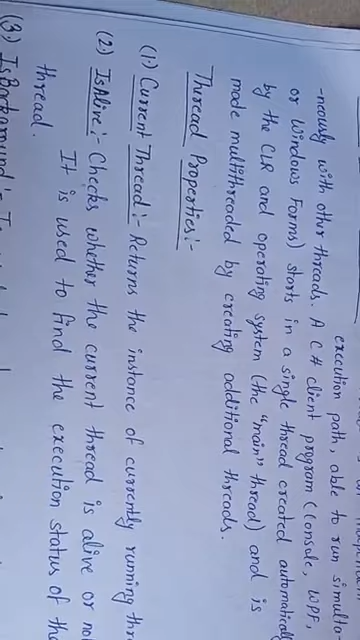 execution path, able to run simulta-
-neously with other threads. A C# client program (Console, WPF,
or Windows Forms) starts in a single thread created automatically
by the CLR and operating system (the "main" thread) and is
made multithreaded by creating additional threads.
Thread Properties:-
(1.) Current Thread:- Returns the instance of currently running thr
(2.) IsAlive:- Checks whether the current thread is alive or no
It is used to find the execution status of the
thread.
(3.) IsBackground:-